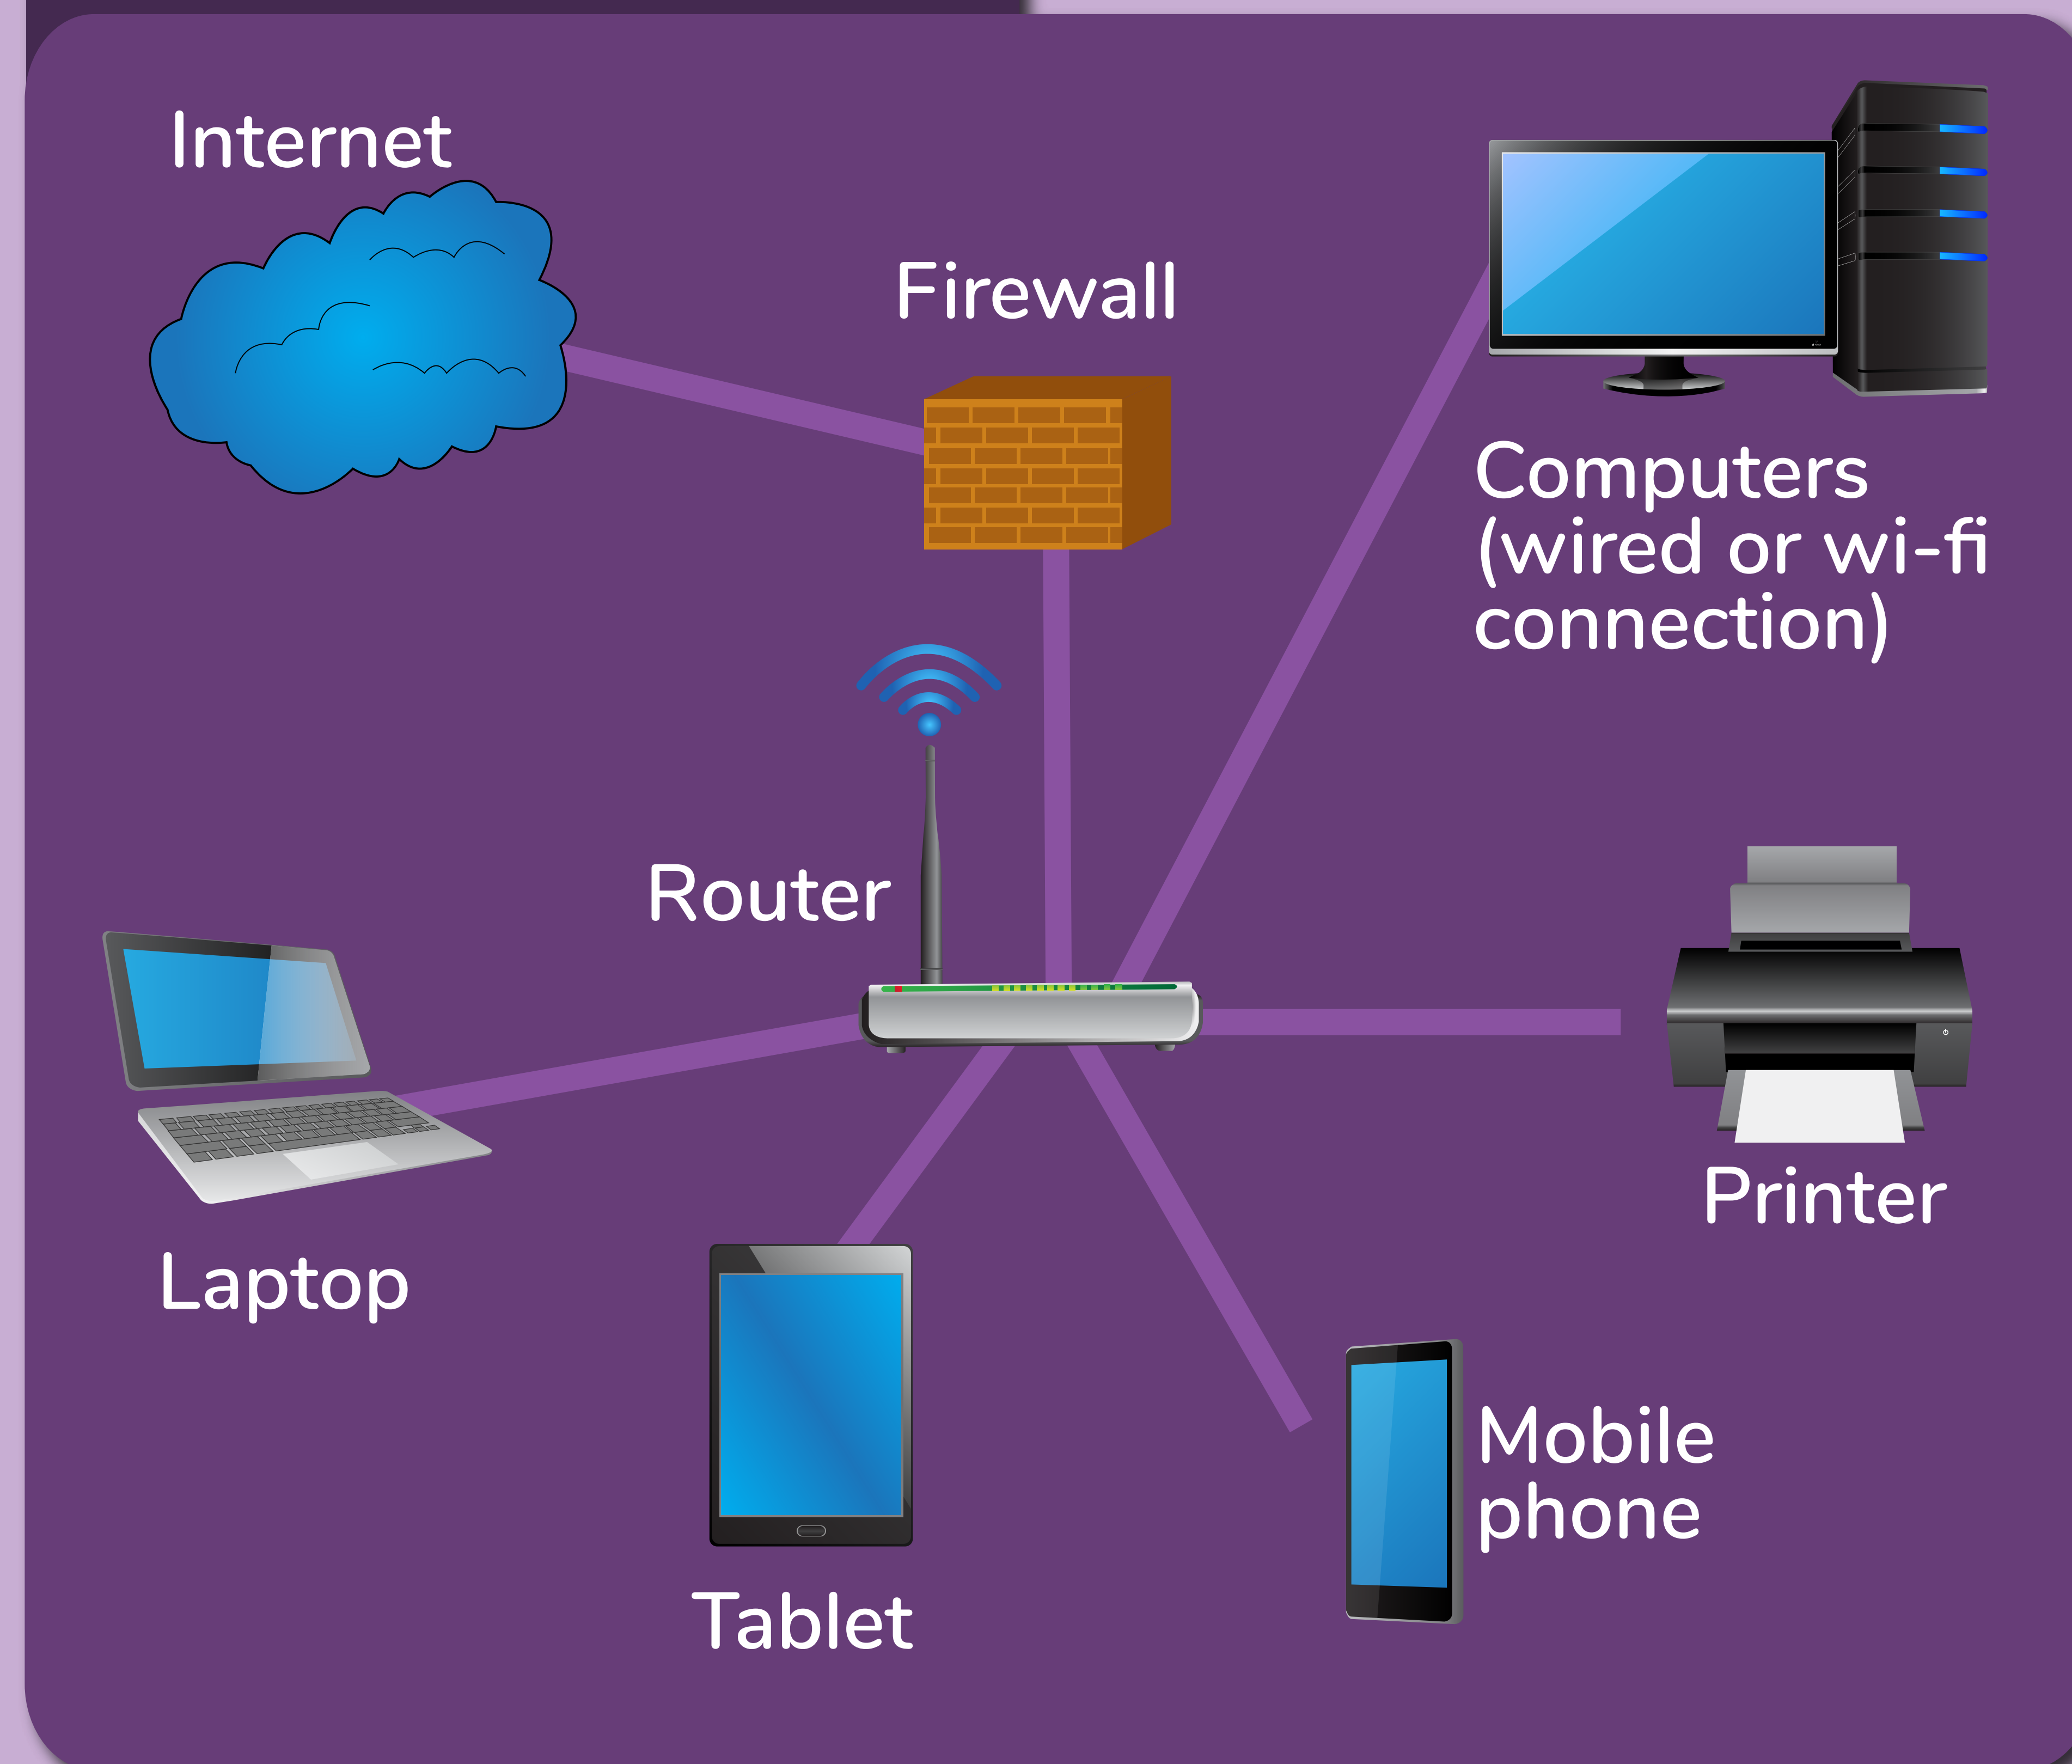 Internet
Firewall
Computers
(wired or wi-fi
connection)
Router
Laptop
Printer
Tablet
Mobile
phone